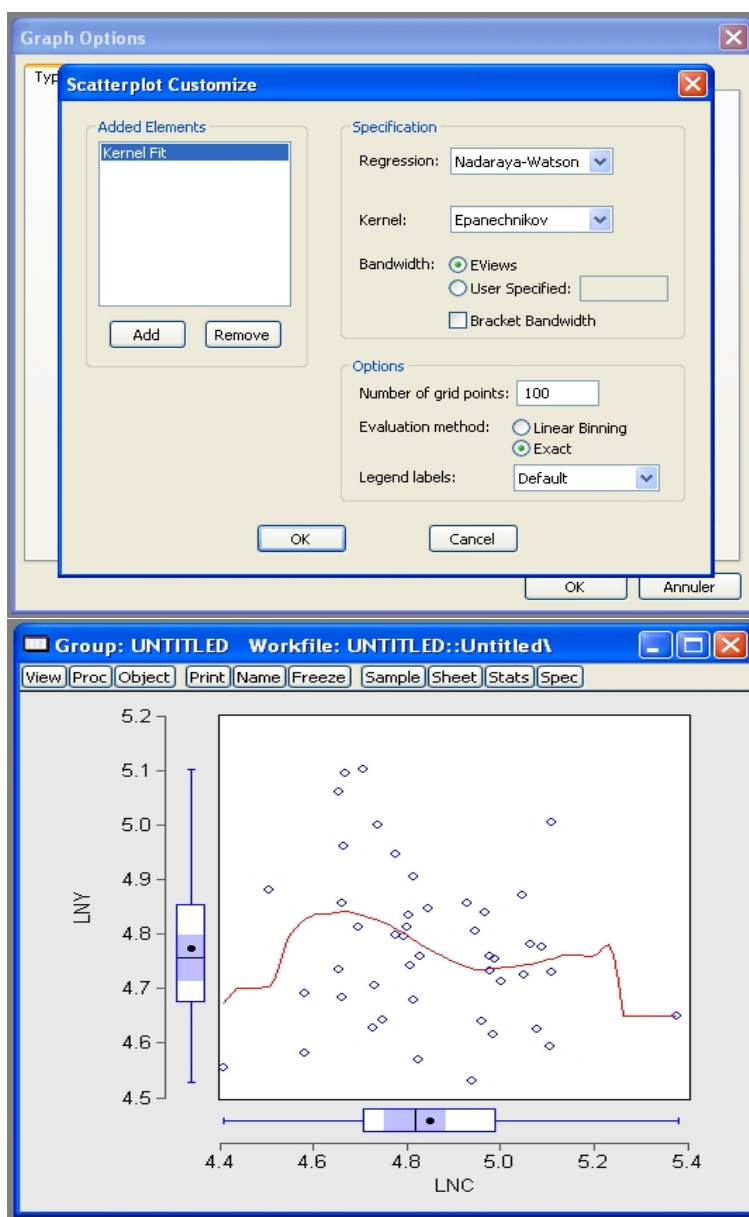 Graph Options
Typ
Scatterplot Customize
Added Elements
Kernel Fit
Add
Remove
Specification
Regression: Nadaraya-Watson
Kernel: Epanechnikov
Bandwidth: EViews
User Specified:
Bracket Bandwidth
Options
Number of grid points: 100
Evaluation method: Linear Binning
Exact
Legend labels: Default
OK
Cancel
OK
Annuler
Group: UNTITLED Workfile: UNTITLED::Untitled\
View Proc Object Print Name Freeze Sample Sheet Stats Spec
5.2
5.1
5.0
4.9
4.8
4.7
4.6
4.5
LNY
4.4 4.6 4.8 5.0 5.2 5.4
LNC